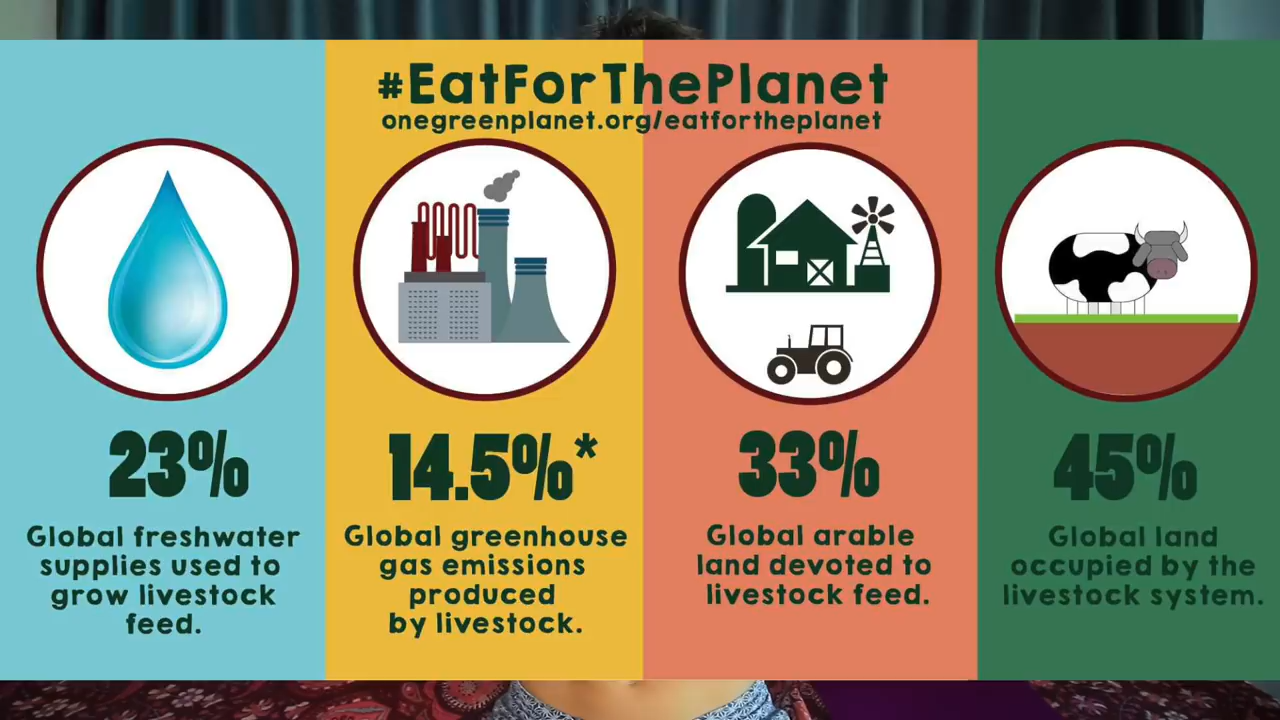 #EatForThePlanet
onegreenplanet.org/eatfortheplanet
23%
Global freshwater
supplies used to
grow livestock
feed.
14.5%*
Global greenhouse
gas emissions
produced
by livestock.
33%
Global arable
land devoted to
livestock feed.
45%
Global land
occupied by the
livestock system.